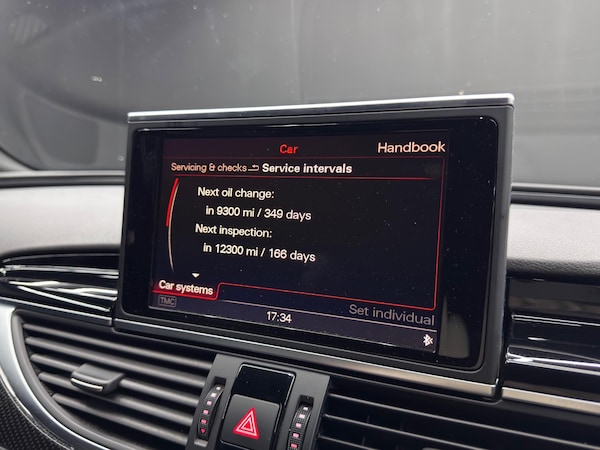 Car
Handbook
Servicing & checks Service intervals
Next oil change:
in 9300 mi / 349 days
Next inspection:
in 12300 mi / 166 days
Car systems
Set individual
TMC
17:34